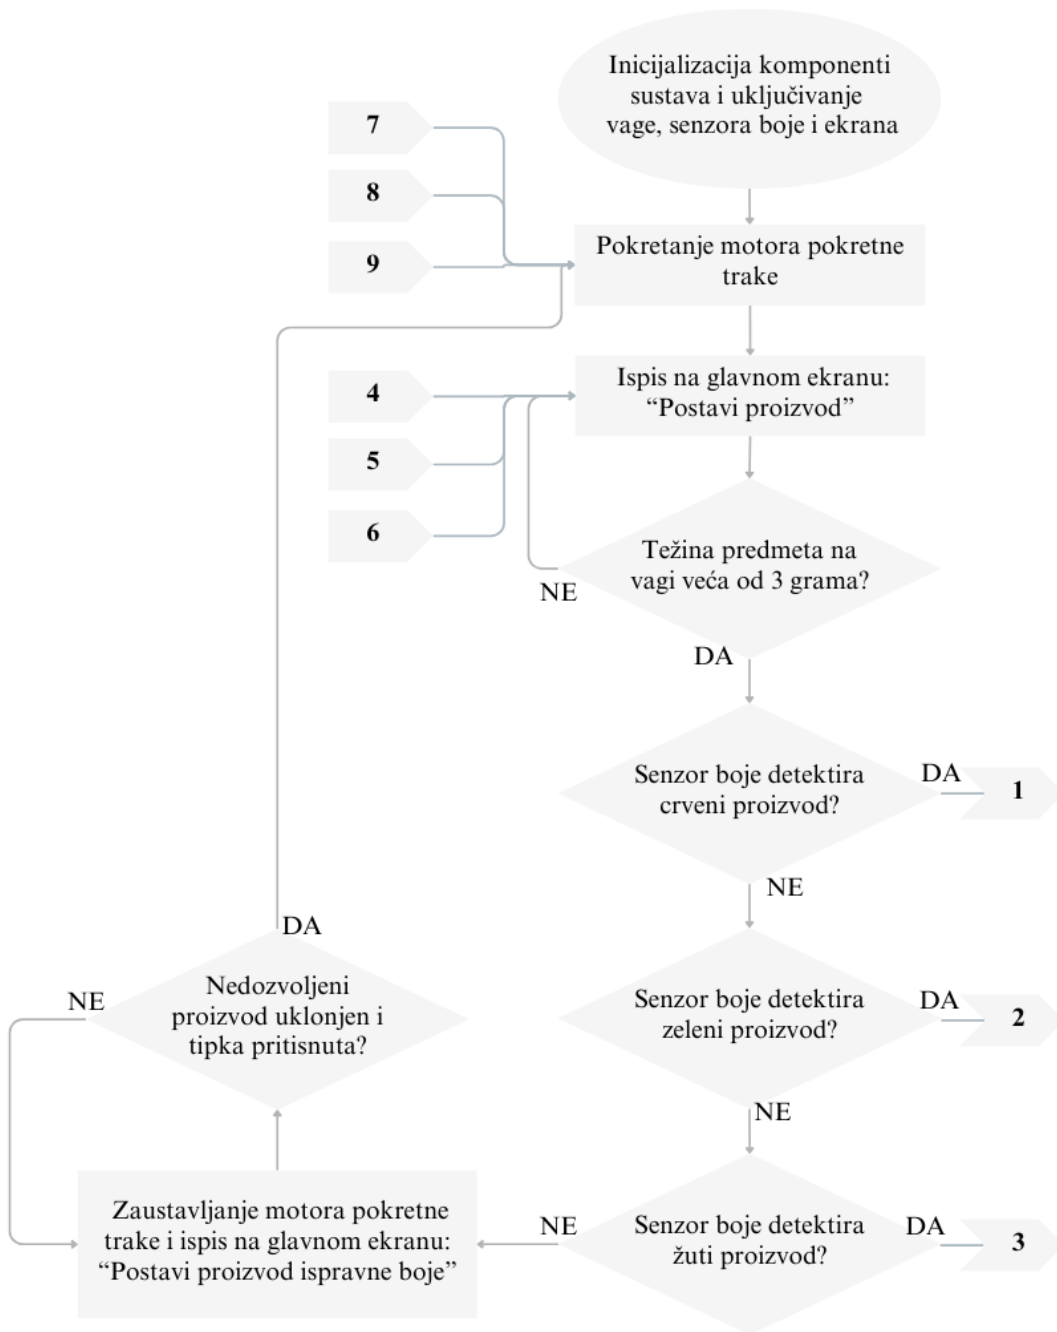 Inicijalizacija komponenti
sustava i uključivanje
vage, senzora boje i ekrana
7
8
9
Pokretanje motora pokretne
trake
4
5
6
Ispis na glavnom ekranu:
“Postavi proizvod”
Težina predmeta na
vagi veća od 3 grama?
NE
DA
Senzor boje detektira
crveni proizvod?
DA
1
NE
Senzor boje detektira
zeleni proizvod?
DA
2
NE
Senzor boje detektira
žuti proizvod?
DA
3
NE
Zaustavljanje motora pokretne
trake i ispis na glavnom ekranu:
“Postavi proizvod ispravne boje”
Nedozvoljeni
proizvod uklonjen i
tipka pritisnuta?
NE
DA